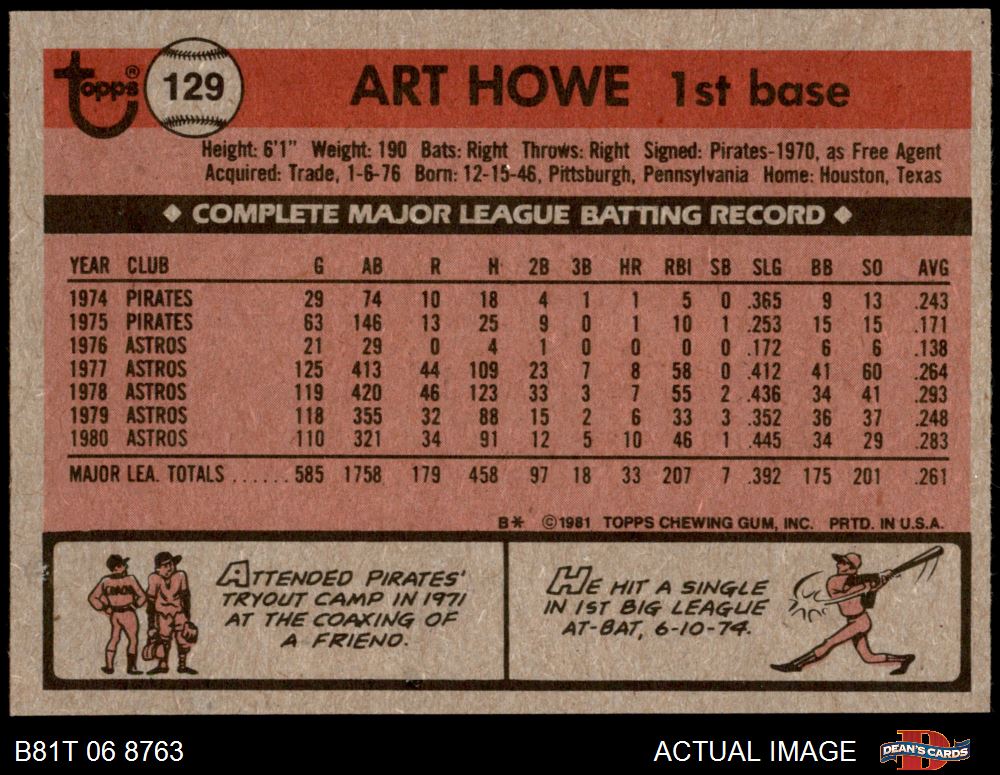 Topps® 129 ART HOWE 1st base
Height: 6'1" Weight: 190 Bats: Right Throws: Right Signed: Pirates-1970, as Free Agent
Acquired: Trade, 1-6-76 Born: 12-15-46, Pittsburgh, Pennsylvania Home: Houston, Texas
COMPLETE MAJOR LEAGUE BATTING RECORD
YEAR CLUB G AB R H 2B 3B HR RBI SB SLG BB SO AVG
1974 PIRATES 29 74 10 18 4 1 1 5 0 .365 9 13 .243
1975 PIRATES 63 146 13 25 9 0 1 10 1 .253 15 15 .171
1976 ASTROS 21 29 0 4 1 0 0 0 0 .172 6 6 .138
1977 ASTROS 125 413 44 109 23 7 8 58 0 .412 41 60 .264
1978 ASTROS 119 420 46 123 33 3 7 55 2 .436 34 41 .293
1979 ASTROS 118 355 32 88 15 2 6 33 3 .352 36 37 .248
1980 ASTROS 110 321 34 91 12 5 10 46 1 .445 34 29 .283
MAJOR LEA. TOTALS ...... 585 1758 179 458 97 18 33 207 7 .392 175 201 .261
B* ©1981 TOPPS CHEWING GUM, INC. PRTD. IN U.S.A.
COACH
ATTENDED PIRATES'
TRYOUT CAMP IN 1971
AT THE COAXING OF
A FRIEND.
HE HIT A SINGLE
IN 1ST BIG LEAGUE
AT-BAT, 6-10-74.
B81T 06 8763
ACTUAL IMAGE
DEAN'S CARDS